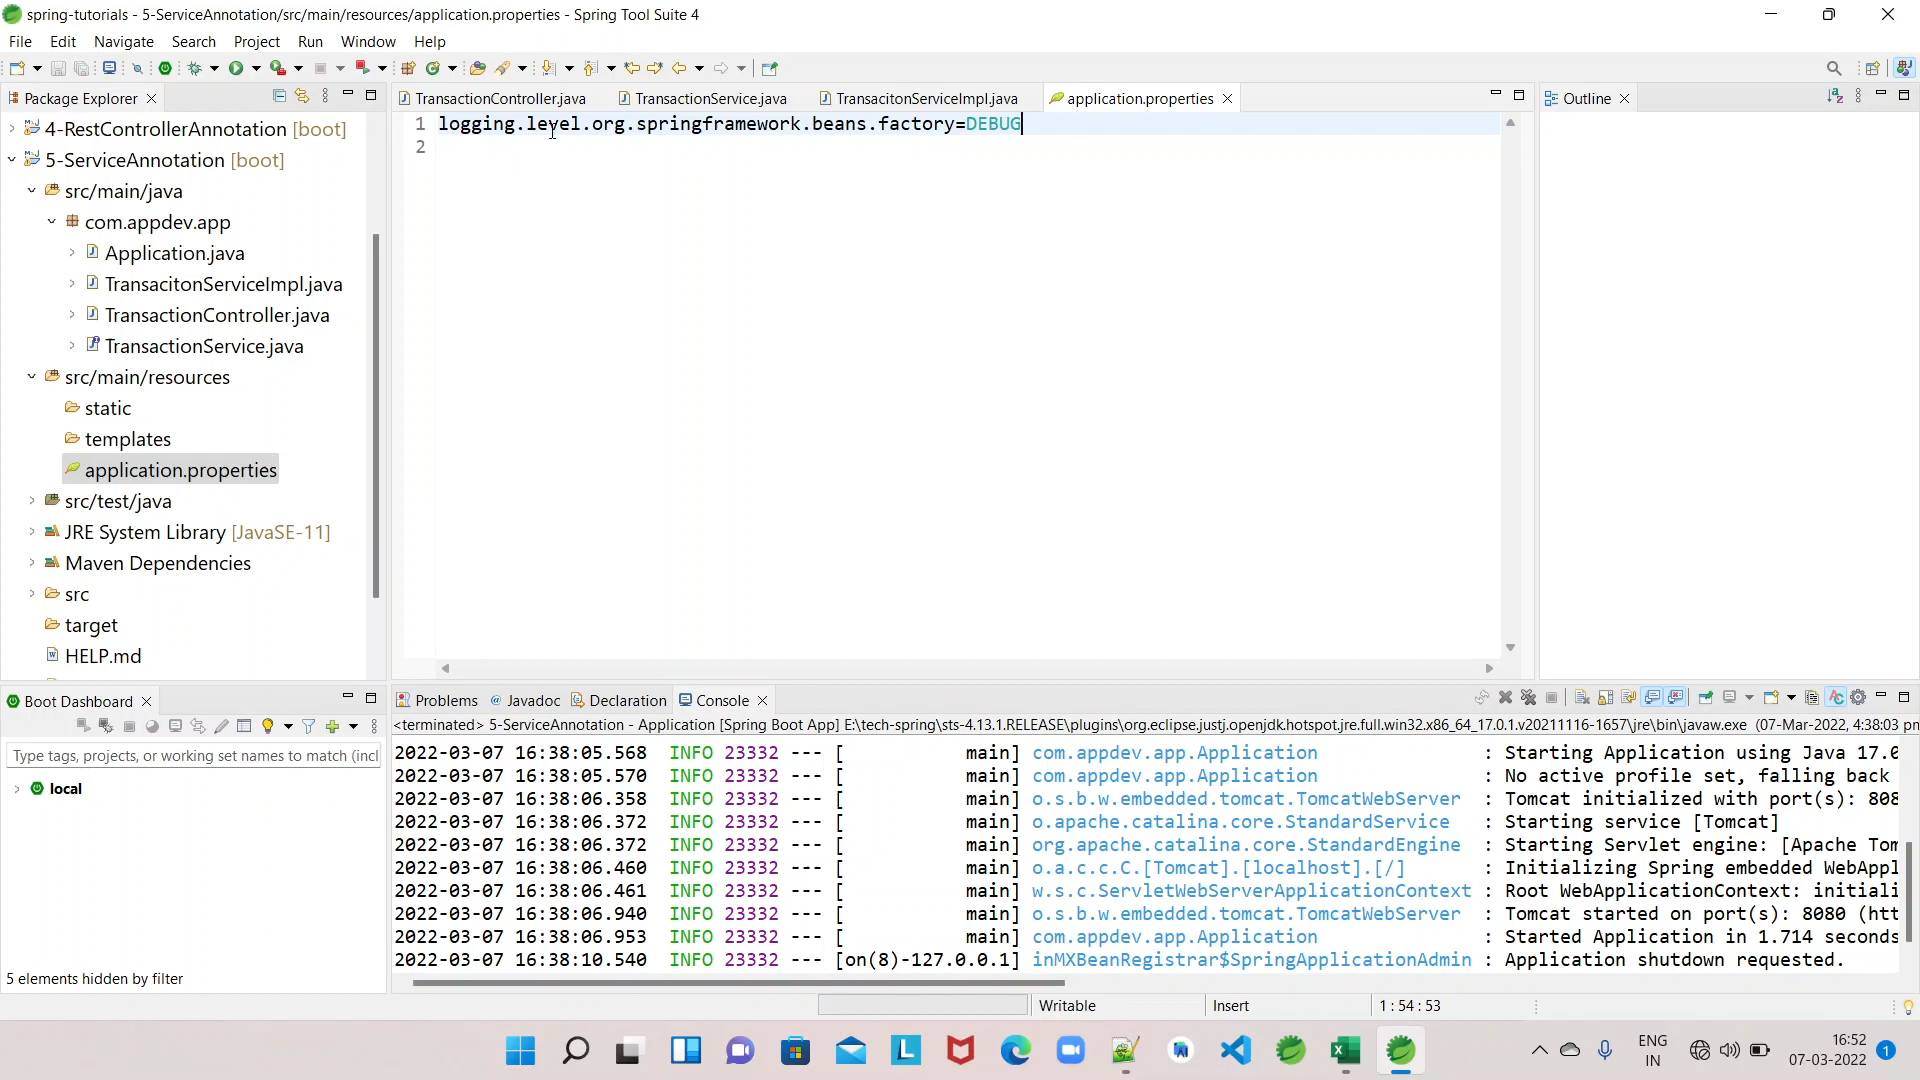 spring-tutorials - 5-ServiceAnnotation/src/main/resources/application.properties - Spring Tool Suite 4
File Edit Navigate Search Project Run Window Help
Package Explorer
TransactionController.java TransactionService.java TransacitonServiceImpl.java application.properties
Outline
4-RestControllerAnnotation [boot]
5-ServiceAnnotation [boot]
src/main/java
com.appdev.app
Application.java
TransacitonServiceImpl.java
TransactionController.java
TransactionService.java
src/main/resources
static
templates
application.properties
src/test/java
JRE System Library [JavaSE-11]
Maven Dependencies
src
target
HELP.md
1 logging.level.org.springframework.beans.factory=DEBUG
2
Boot Dashboard
Type tags, projects, or working set names to match (incl
local
5 elements hidden by filter
Problems Javadoc Declaration Console
<terminated> 5-ServiceAnnotation - Application [Spring Boot App] E:\tech-spring\sts-4.13.1.RELEASE\plugins\org.eclipse.justj.openjdk.hotspot.jre.full.win32.x86_64_17.0.1.v20211116-1657\jre\bin\javaw.exe (07-Mar-2022, 4:38:03 pn
2022-03-07 16:38:05.568 INFO 23332 --- [ main] com.appdev.app.Application : Starting Application using Java 17.0
2022-03-07 16:38:05.570 INFO 23332 --- [ main] com.appdev.app.Application : No active profile set, falling back
2022-03-07 16:38:06.358 INFO 23332 --- [ main] o.s.b.w.embedded.tomcat.TomcatWebServer : Tomcat initialized with port(s): 808
2022-03-07 16:38:06.372 INFO 23332 --- [ main] o.apache.catalina.core.StandardService : Starting service [Tomcat]
2022-03-07 16:38:06.372 INFO 23332 --- [ main] org.apache.catalina.core.StandardEngine : Starting Servlet engine: [Apache Tom
2022-03-07 16:38:06.460 INFO 23332 --- [ main] o.a.c.c.C.[Tomcat].[localhost].[/] : Initializing Spring embedded WebAppl
2022-03-07 16:38:06.461 INFO 23332 --- [ main] w.s.c.ServletWebServerApplicationContext : Root WebApplicationContext: initiali
2022-03-07 16:38:06.940 INFO 23332 --- [ main] o.s.b.w.embedded.tomcat.TomcatWebServer : Tomcat started on port(s): 8080 (htt
2022-03-07 16:38:06.953 INFO 23332 --- [ main] com.appdev.app.Application : Started Application in 1.714 seconds
2022-03-07 16:38:10.540 INFO 23332 --- [on(8)-127.0.0.1] inMXBeanRegistrar$SpringApplicationAdmin : Application shutdown requested.
Writable Insert 1 : 54 : 53
ENG
IN
16:52
07-03-2022
1